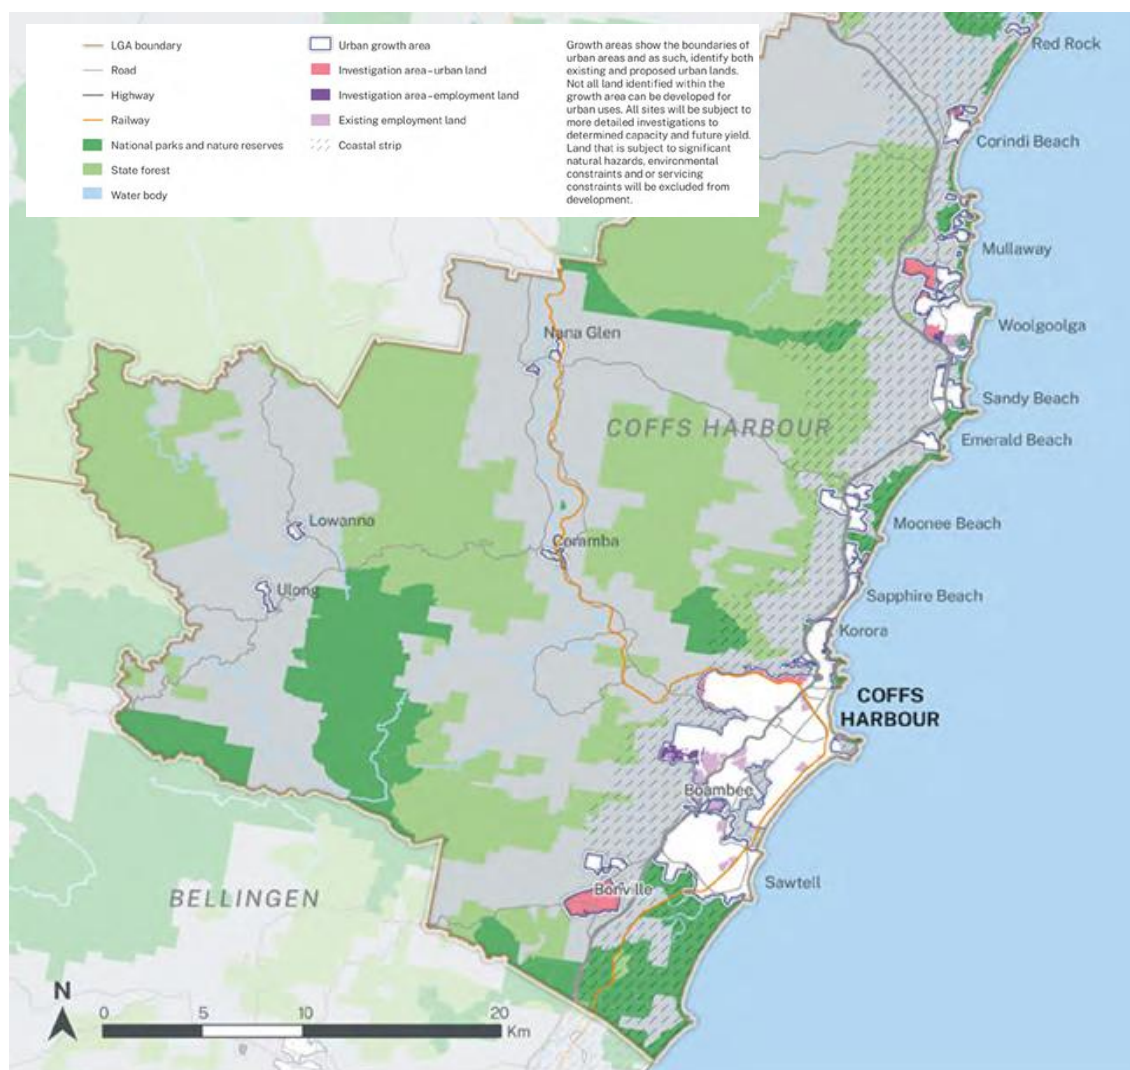 LGA boundary
Road
Highway
Railway
National parks and nature reserves
State forest
Water body
Urban growth area
Investigation area–urban land
Investigation area–employment land
Existing employment land
Coastal strip
Growth areas show the boundaries of
urban areas and as such, identify both
existing and proposed urban lands.
Not all land identified within the
growth area can be developed for
urban uses. All sites will be subject to
more detailed investigations to
determined capacity and future yield.
Land that is subject to significant
natural hazards, environmental
constraints and or servicing
constraints will be excluded from
development.
Red Rock
Corindi Beach
Mullaway
Woolgoolga
Nana Glen
Sandy Beach
COFFS HARBOUR
Emerald Beach
Lowanna
Moonee Beach
Coramba
Ulong
Sapphire Beach
Korora
COFFS
HARBOUR
Boambee
Sawtell
Bonville
BELLINGEN
N
0 5 10 20
Km